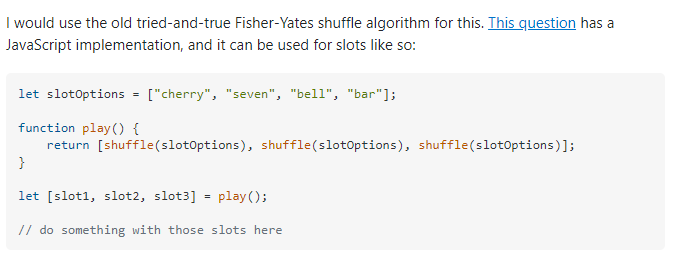 I would use the old tried-and-true Fisher-Yates shuffle algorithm for this. This question has a
JavaScript implementation, and it can be used for slots like so:
let slotOptions = ["cherry", "seven", "bell", "bar"];
function play() {
    return [shuffle(slotOptions), shuffle(slotOptions), shuffle(slotOptions)];
}
let [slot1, slot2, slot3] = play();
// do something with those slots here